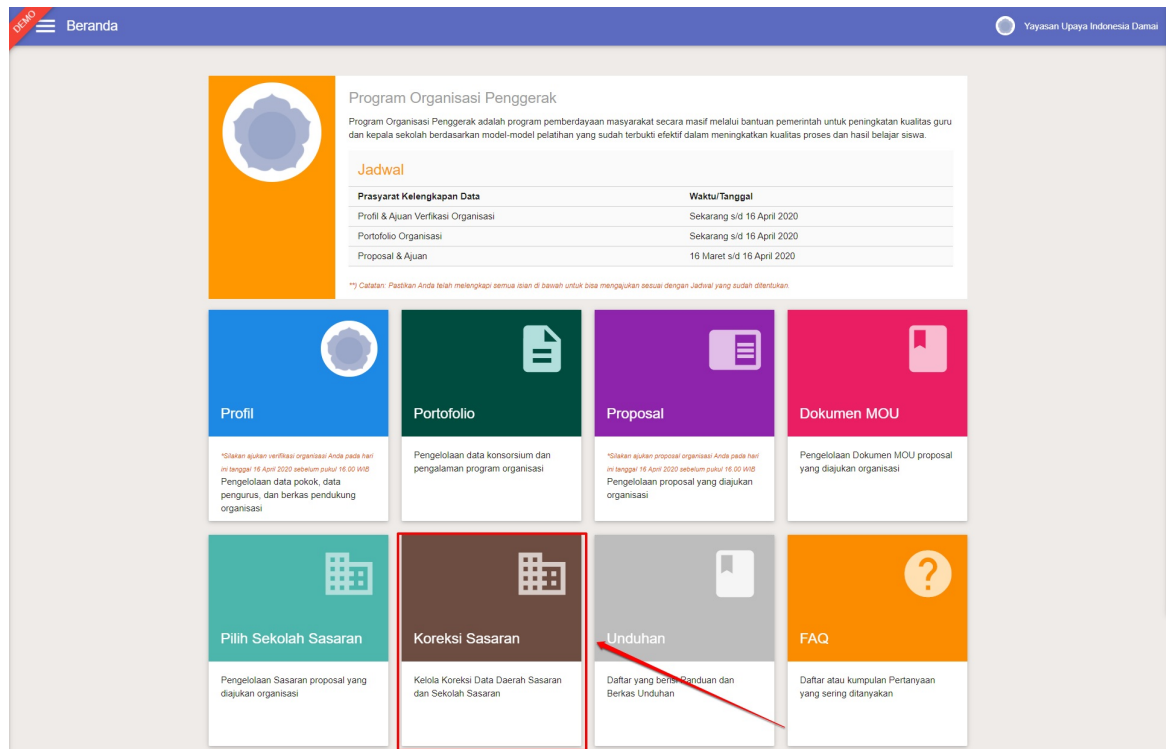 DEMO
Beranda
Yayasan Upaya Indonesia Damai
Program Organisasi Penggerak
Program Organisasi Penggerak adalah program pemberdayaan masyarakat secara masif melalui bantuan pemerintah untuk peningkatan kualitas guru
dan kepala sekolah berdasarkan model-model pelatihan yang sudah terbukti efektif dalam meningkatkan kualitas proses dan hasil belajar siswa.
Jadwal
Prasyarat Kelengkapan Data Waktu/Tanggal
Profil & Ajuan Verfikasi Organisasi Sekarang s/d 16 April 2020
Portofolio Organisasi Sekarang s/d 16 April 2020
Proposal & Ajuan 16 Maret s/d 16 April 2020
**) Catatan: Pastikan Anda telah melengkapi semua isian di bawah untuk bisa mengajukan sesuai dengan Jadwal yang sudah ditentukan.
Profil
*Silakan ajukan verifikasi organisasi Anda pada hari
ini tanggal 16 April 2020 sebelum pukul 16.00 WIB
Pengelolaan data pokok, data
pengurus, dan berkas pendukung
organisasi
Portofolio
Pengelolaan data konsorsium dan
pengalaman program organisasi
Proposal
*Silakan ajukan proposal organisasi Anda pada hari
ini tanggal 16 April 2020 sebelum pukul 16.00 WIB
Pengelolaan proposal yang diajukan
organisasi
Dokumen MOU
Pengelolaan Dokumen MOU proposal
yang diajukan organisasi
Pilih Sekolah Sasaran
Pengelolaan Sasaran proposal yang
diajukan organisasi
Koreksi Sasaran
Kelola Koreksi Data Daerah Sasaran
dan Sekolah Sasaran
Unduhan
Daftar yang berisi Panduan dan
Berkas Unduhan
?
FAQ
Daftar atau kumpulan Pertanyaan
yang sering ditanyakan